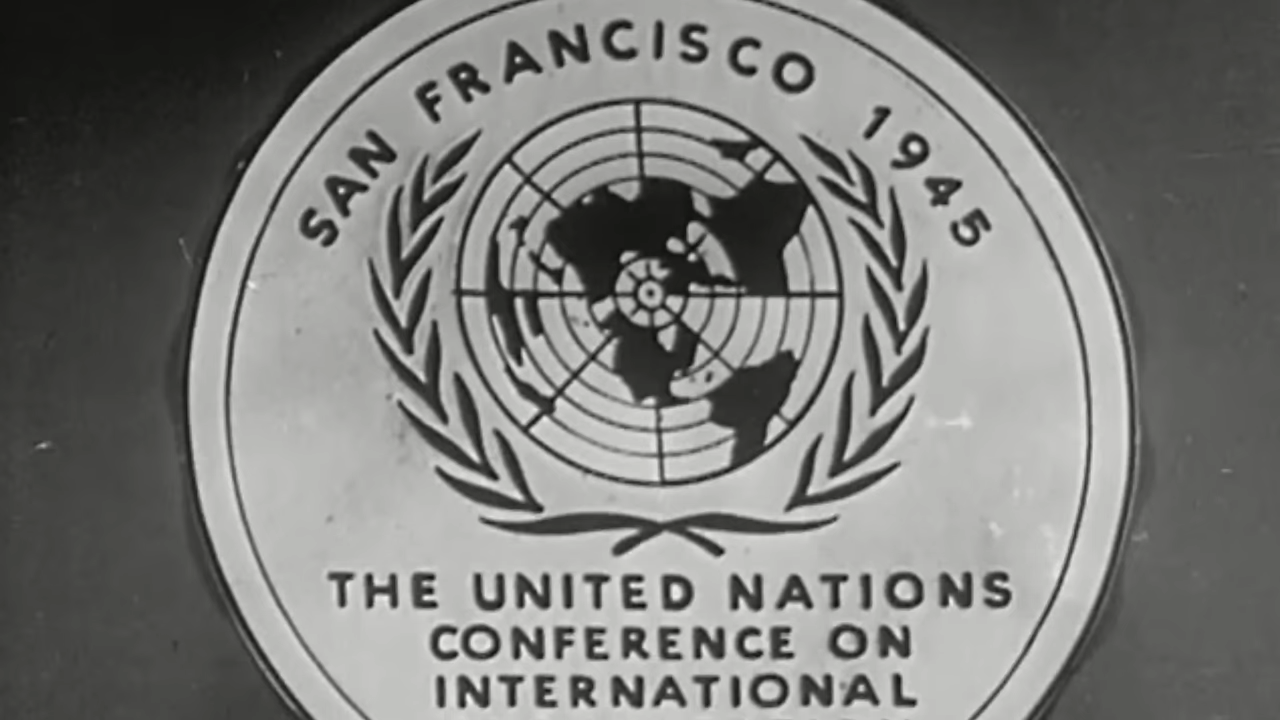 SAN FRANCISCO 1945
THE UNITED NATIONS
CONFERENCE ON
INTERNATIONAL